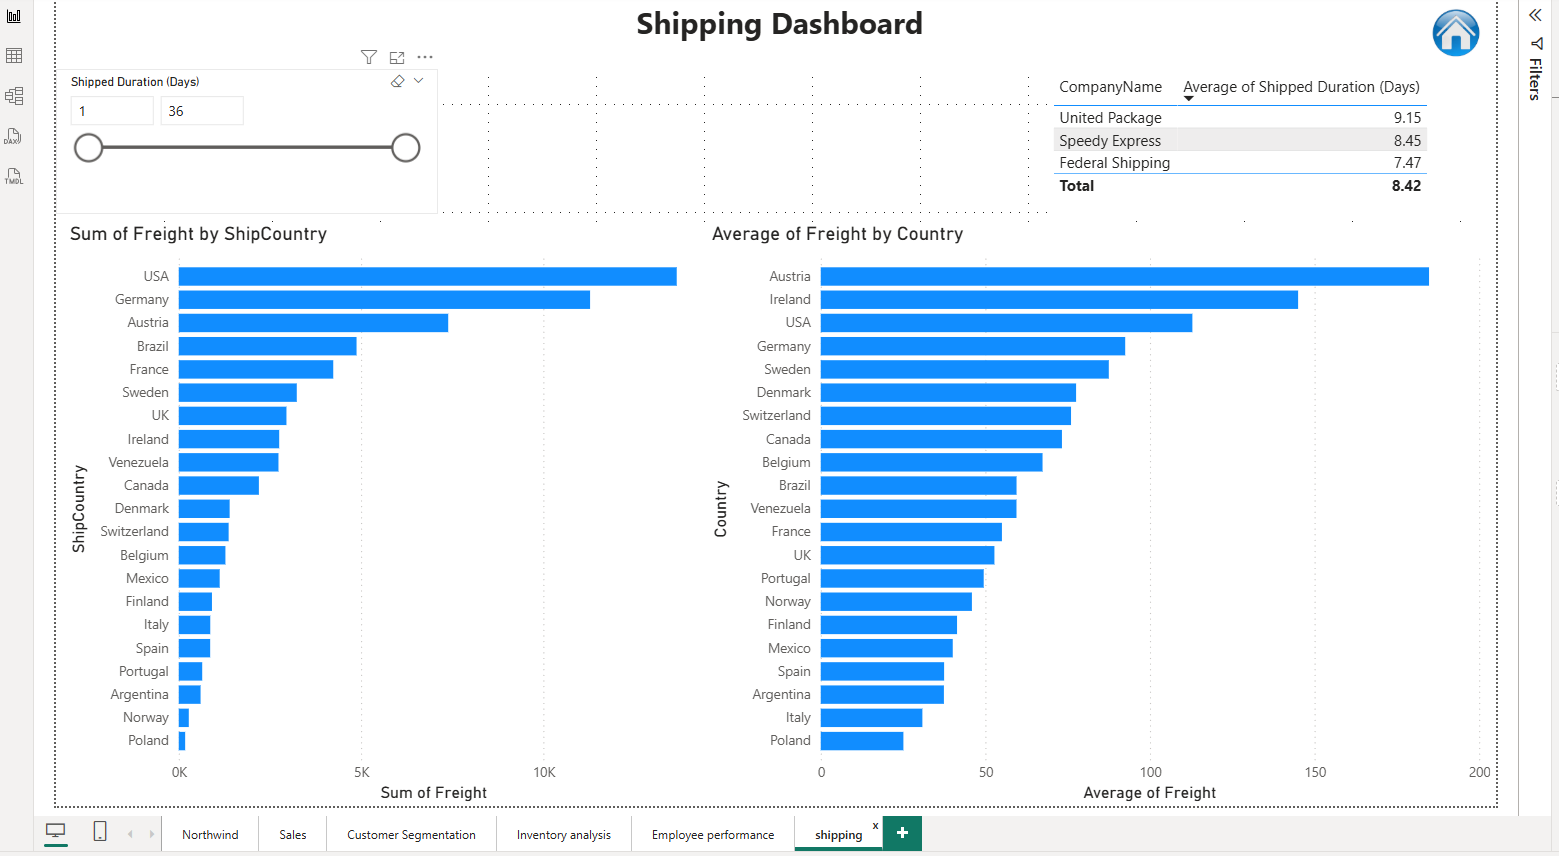 Shipping Dashboard
Filters
DAX
TMDL
Shipped Duration (Days)
1 36
CompanyName Average of Shipped Duration (Days)
United Package 9.15
Speedy Express 8.45
Federal Shipping 7.47
Total 8.42
Sum of Freight by ShipCountry
ShipCountry
USA
Germany
Austria
Brazil
France
Sweden
UK
Ireland
Venezuela
Canada
Denmark
Switzerland
Belgium
Mexico
Finland
Italy
Spain
Portugal
Argentina
Norway
Poland
0K 5K 10K
Sum of Freight
Average of Freight by Country
Country
Austria
Ireland
USA
Germany
Sweden
Denmark
Switzerland
Canada
Belgium
Brazil
Venezuela
France
UK
Portugal
Norway
Finland
Mexico
Spain
Argentina
Italy
Poland
0 50 100 150 200
Average of Freight
Northwind Sales Customer Segmentation Inventory analysis Employee performance shipping x +